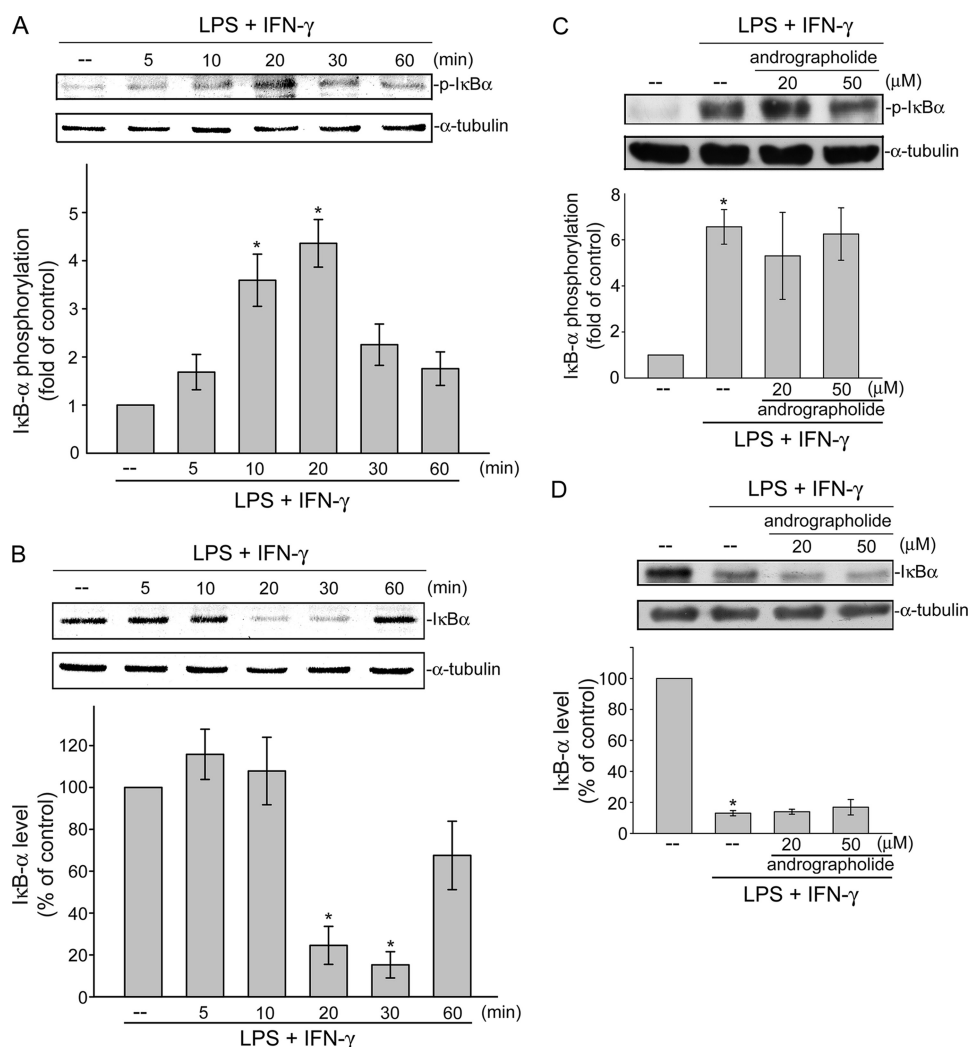 A
LPS + IFN-γ
-- 5 10 20 30 60 (min)
-p-IκBα
-α-tubulin
IκB-α phosphorylation
(fold of control)
5
4
3
2
1
0
* *
-- 5 10 20 30 60 (min)
LPS + IFN-γ
B
LPS + IFN-γ
-- 5 10 20 30 60 (min)
-IκBα
-α-tubulin
IκB-α level
(% of control)
120
100
80
60
40
20
0
* *
-- 5 10 20 30 60 (min)
LPS + IFN-γ
C
LPS + IFN-γ
andrographolide
-- -- 20 50 (μM)
-p-IκBα
-α-tubulin
IκB-α phosphorylation
(fold of control)
8
6
4
2
0
*
-- -- 20 50 (μM)
andrographolide
LPS + IFN-γ
D
LPS + IFN-γ
andrographolide
-- -- 20 50 (μM)
-IκBα
-α-tubulin
IκB-α level
(% of control)
100
80
60
40
20
0
*
-- -- 20 50 (μM)
andrographolide
LPS + IFN-γ